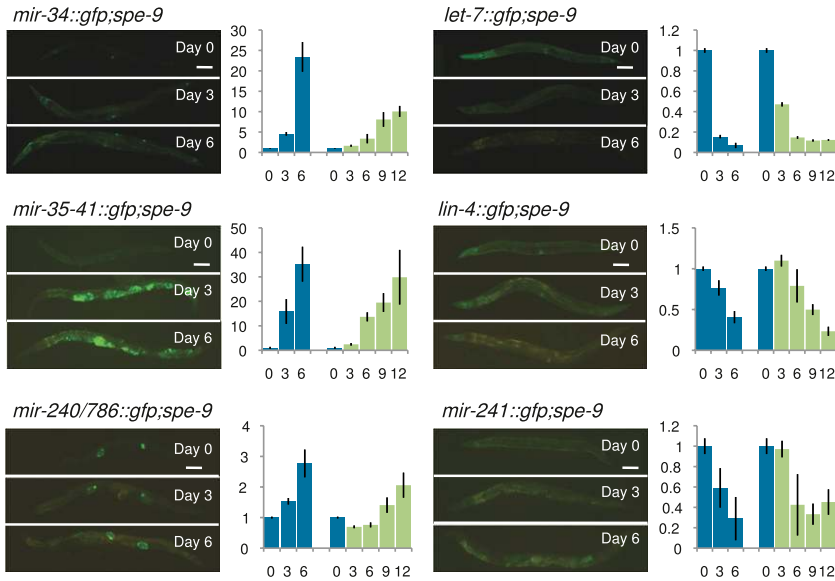 mir-34::gfp;spe-9
Day 0
Day 3
Day 6
30
25
20
15
10
5
0
0 3 6 0 3 6 9 12
let-7::gfp;spe-9
Day 0
Day 3
Day 6
1.2
1
0.8
0.6
0.4
0.2
0
0 3 6 0 3 6 9 12
mir-35-41::gfp;spe-9
Day 0
Day 3
Day 6
50
40
30
20
10
0
0 3 6 0 3 6 9 12
lin-4::gfp;spe-9
Day 0
Day 3
Day 6
1.5
1
0.5
0
0 3 6 0 3 6 9 12
mir-240/786::gfp;spe-9
Day 0
Day 3
Day 6
4
3
2
1
0
0 3 6 0 3 6 9 12
mir-241::gfp;spe-9
Day 0
Day 3
Day 6
1.2
1
0.8
0.6
0.4
0.2
0
0 3 6 0 3 6 9 12